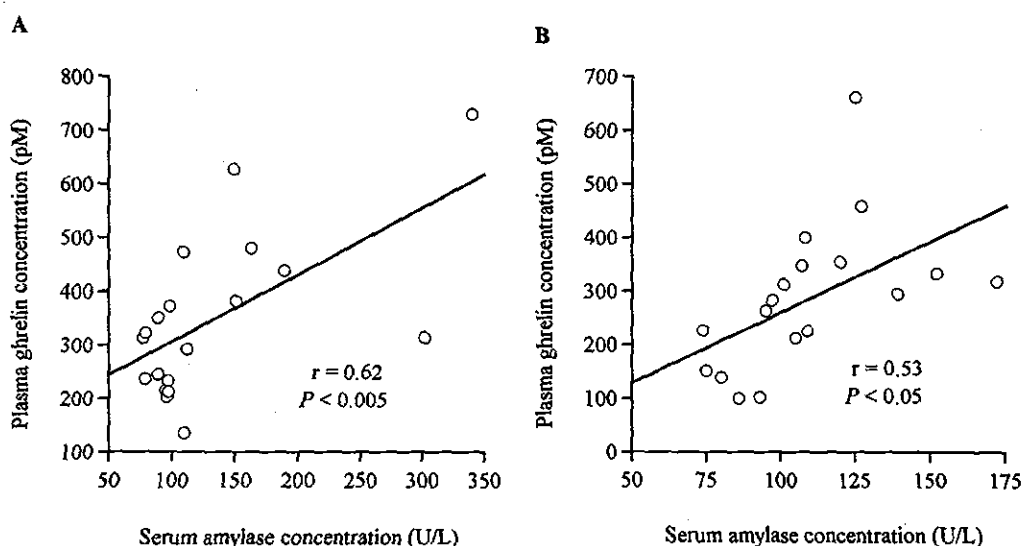 A
B
Plasma ghrelin concentration (pM)
800
700
600
500
400
300
200
100
r = 0.62
P < 0.005
50
100
150
200
250
300
350
Serum amylase concentration (U/L)
Plasma ghrelin concentration (pM)
700
600
500
400
300
200
100
0
r = 0.53
P < 0.05
50
75
100
125
150
175
Serum amylase concentration (U/L)